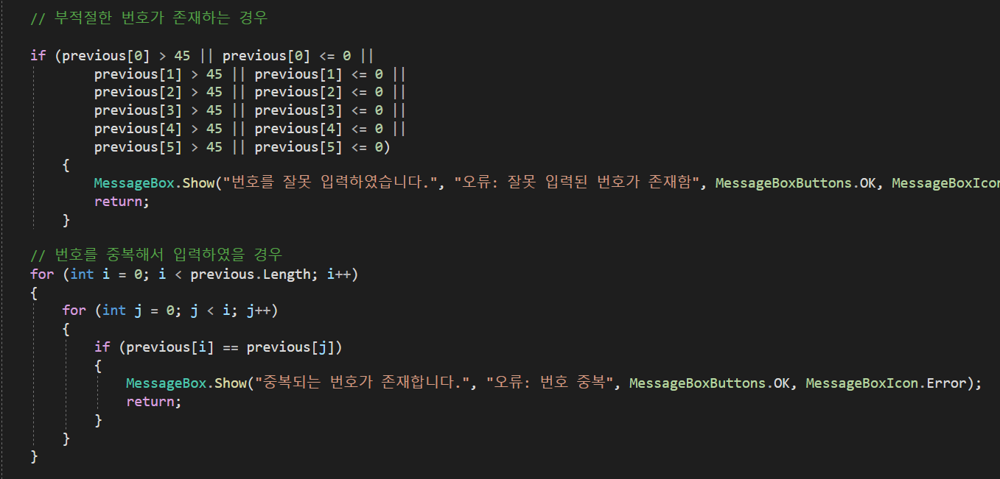 // 부적절한 번호가 존재하는 경우
if (previous[0] > 45 || previous[0] <= 0 ||
previous[1] > 45 || previous[1] <= 0 ||
previous[2] > 45 || previous[2] <= 0 ||
previous[3] > 45 || previous[3] <= 0 ||
previous[4] > 45 || previous[4] <= 0 ||
previous[5] > 45 || previous[5] <= 0)
{
MessageBox.Show("번호를 잘못 입력하였습니다.", "오류: 잘못 입력된 번호가 존재함", MessageBoxButtons.OK, MessageBoxIcon
return;
}
// 번호를 중복해서 입력하였을 경우
for (int i = 0; i < previous.Length; i++)
{
for (int j = 0; j < i; j++)
{
if (previous[i] == previous[j])
{
MessageBox.Show("중복되는 번호가 존재합니다.", "오류: 번호 중복", MessageBoxButtons.OK, MessageBoxIcon.Error);
return;
}
}
}